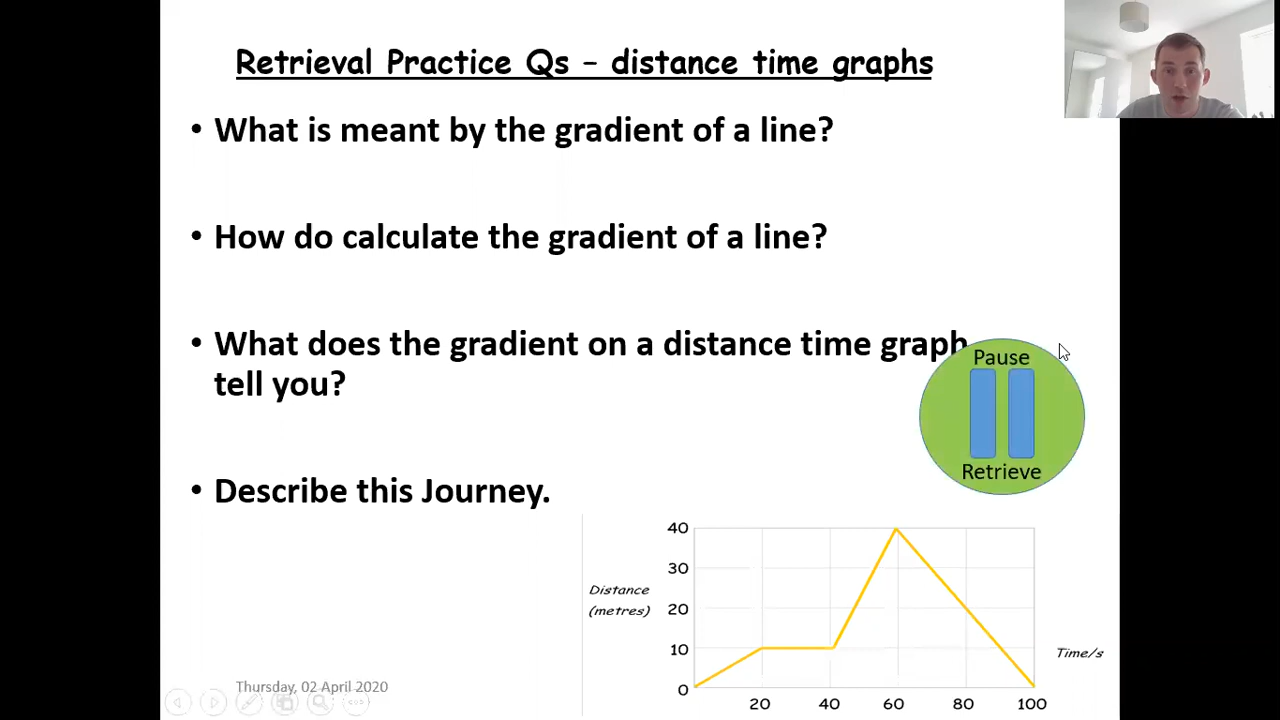 Retrieval Practice Qs – distance time graphs
• What is meant by the gradient of a line?
• How do calculate the gradient of a line?
• What does the gradient on a distance time graph
tell you?
Pause
Retrieve
• Describe this Journey.
40
30
Distance
(metres)
20
10
0
20
40
60
80
100
Time/s
Thursday, 02 April 2020